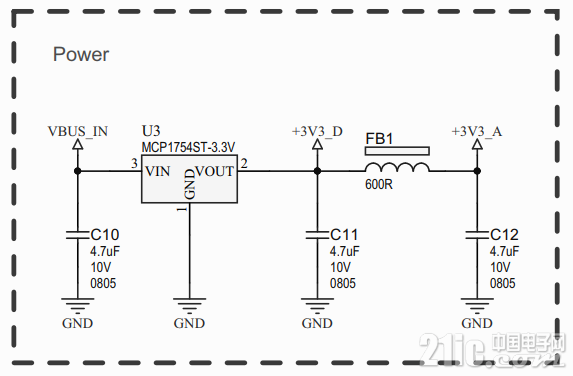 Power
VBUS_IN
U3
MCP1754ST-3.3V
+3V3_D
FB1
+3V3_A
3
VIN
GND
VOUT
2
1
600R
C10
4.7uF
10V
0805
C11
4.7uF
10V
0805
C12
4.7uF
10V
0805
GND
GND
GND
GND
21ic 中国电子网